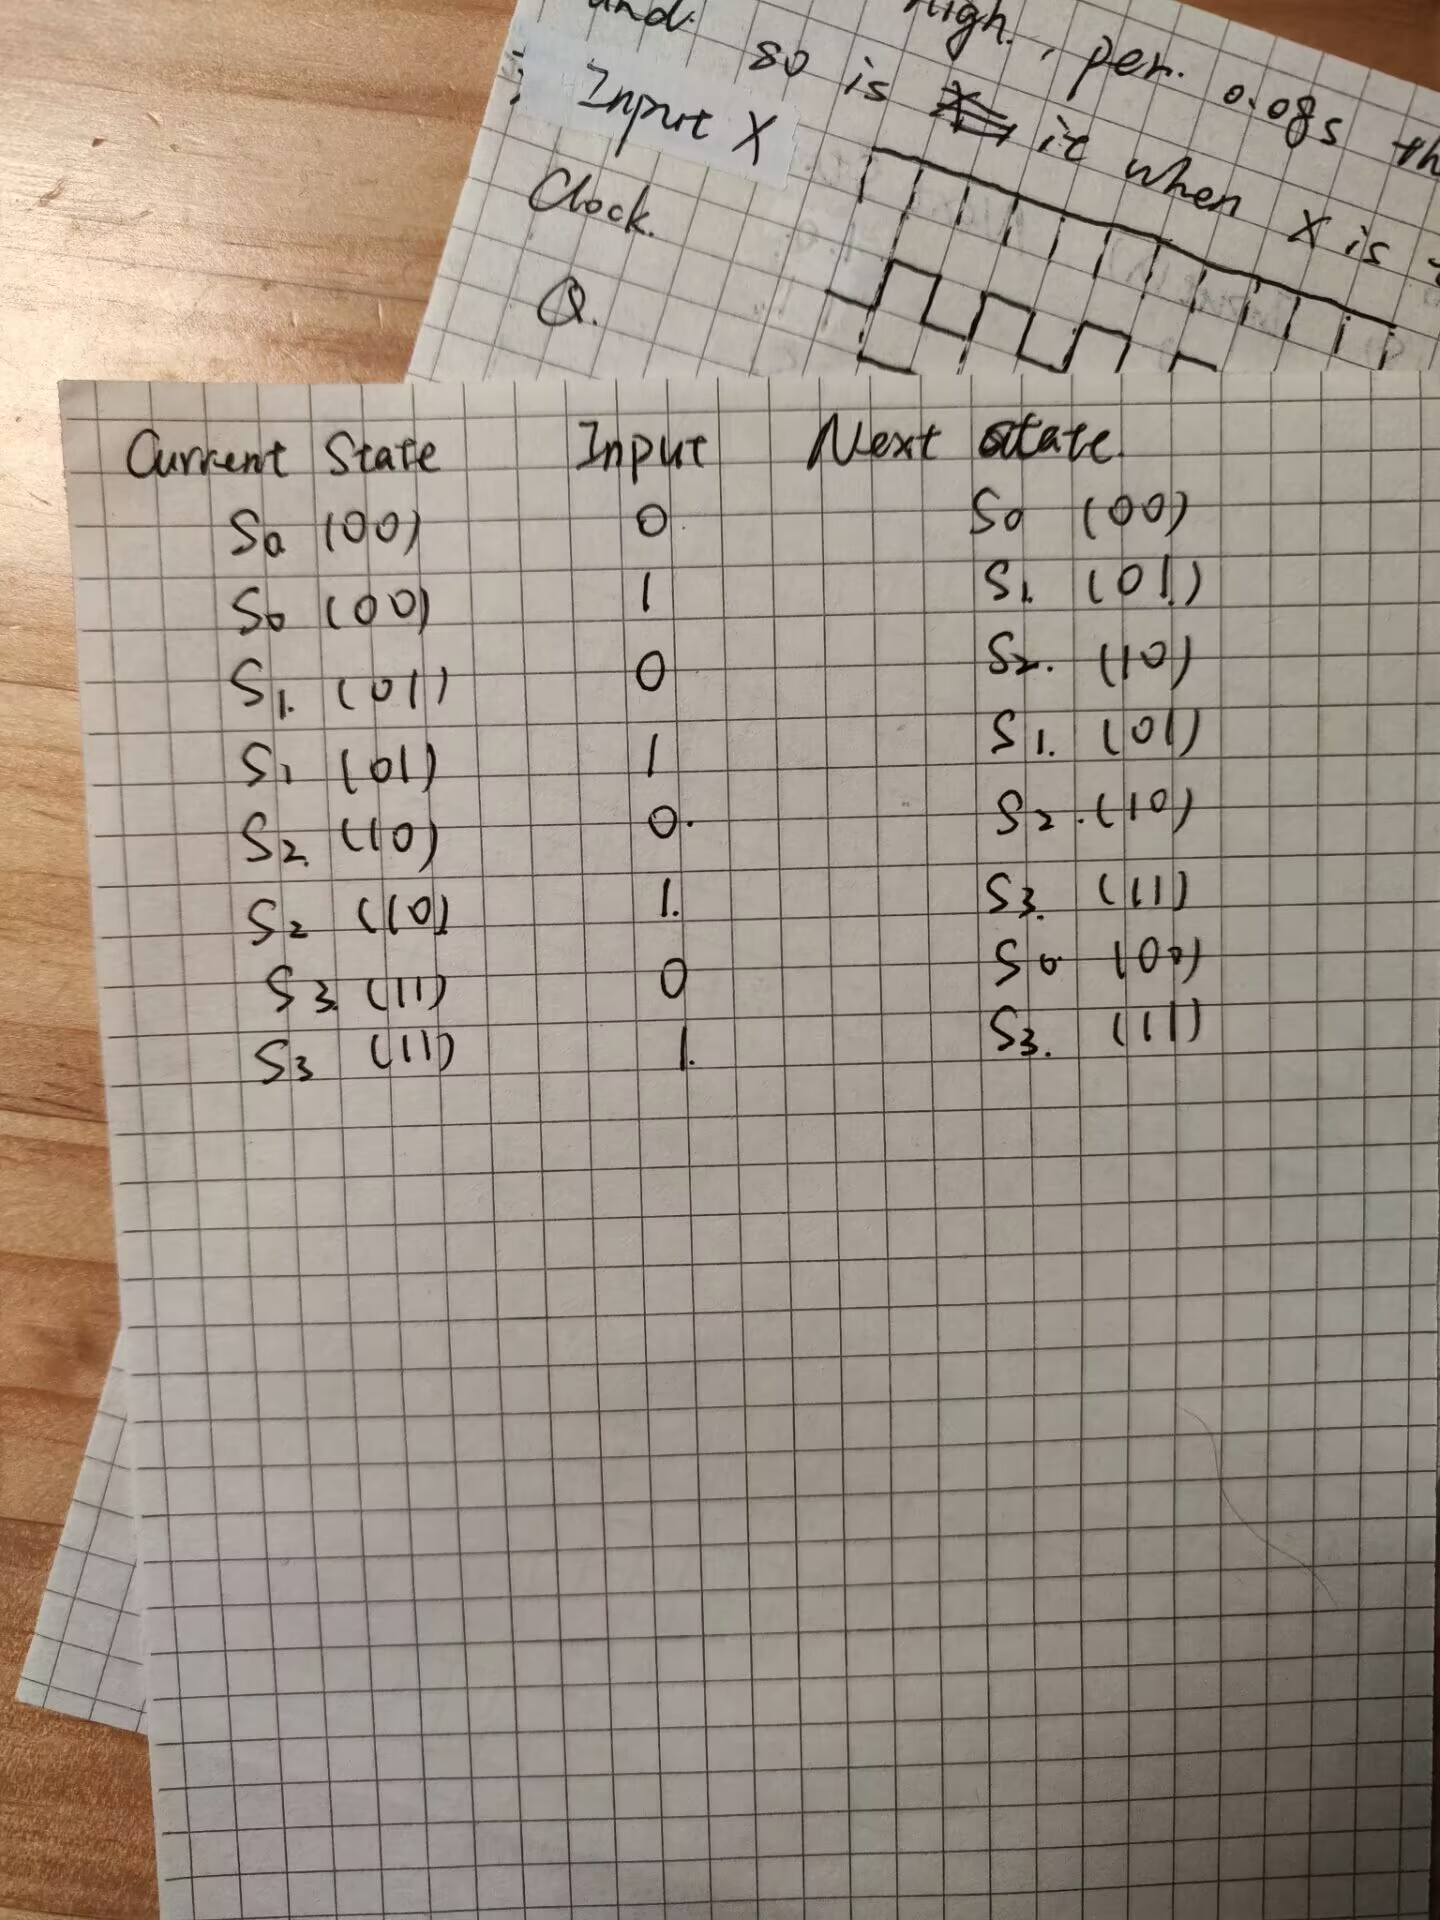 and. High., per. 0.08s th
so is it when X is
Input X
Clock.
Q.
Current State Input Next state.
S0 (00) 0 S0 (00)
S0 (00) 1 S1. (01)
S1. (01) 0 S2. (10)
S1 (01) 1 S1. (01)
S2. (10) 0. S2. (10)
S2 (10) 1. S3. (11)
S3. (11) 0 S0 (00)
S3 (11) 1. S3. (11)